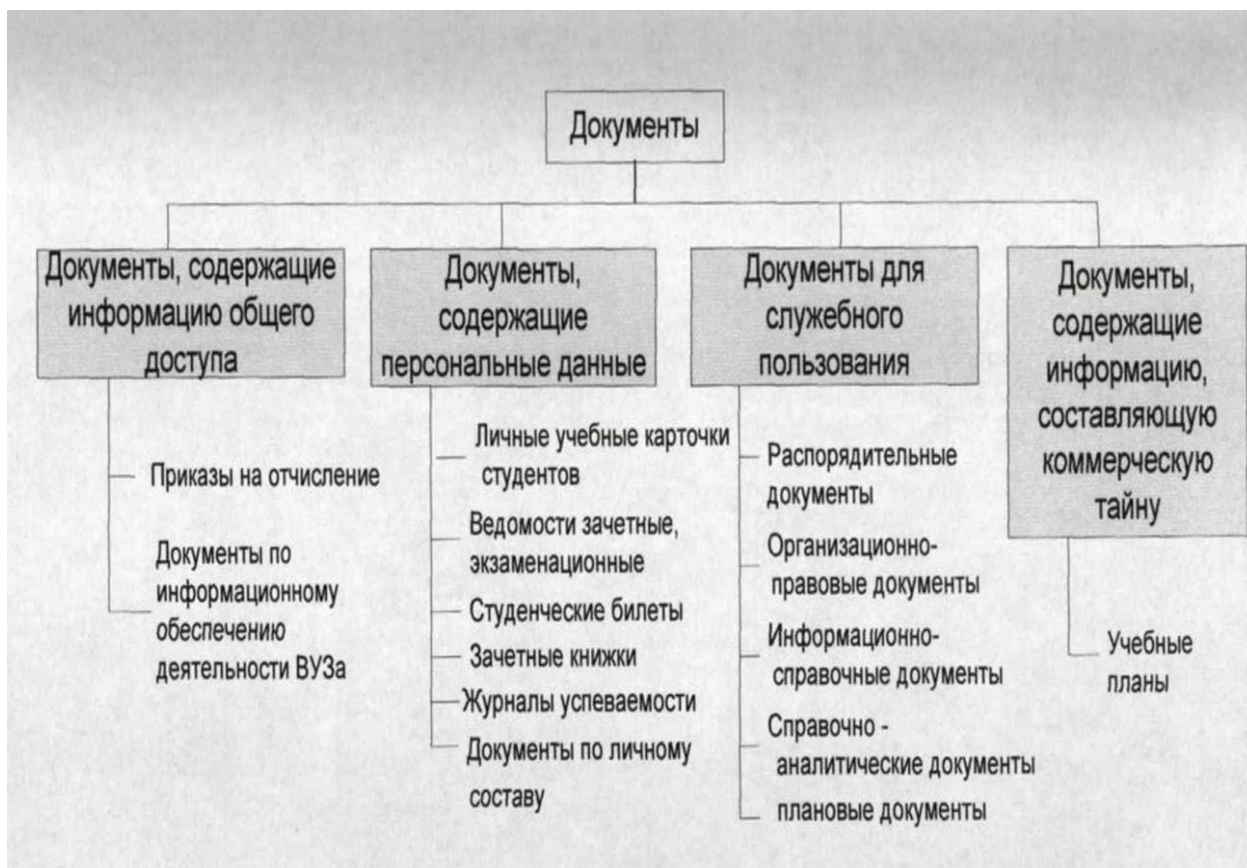 Документы
Документы, содержащие
информацию общего
доступа
Приказы на отчисление
Документы по
информационному
обеспечению
деятельности ВУЗа
Документы,
содержащие
персональные данные
Личные учебные карточки
студентов
Ведомости зачетные,
экзаменационные
Студенческие билеты
Зачетные книжки
Журналы успеваемости
Документы по личному
составу
Документы для
служебного
пользования
Распорядительные
документы
Организационно-
правовые документы
Информационно-
справочные документы
Справочно -
аналитические документы
плановые документы
Документы,
содержащие
информацию,
составляющую
коммерческую
тайну
Учебные
планы